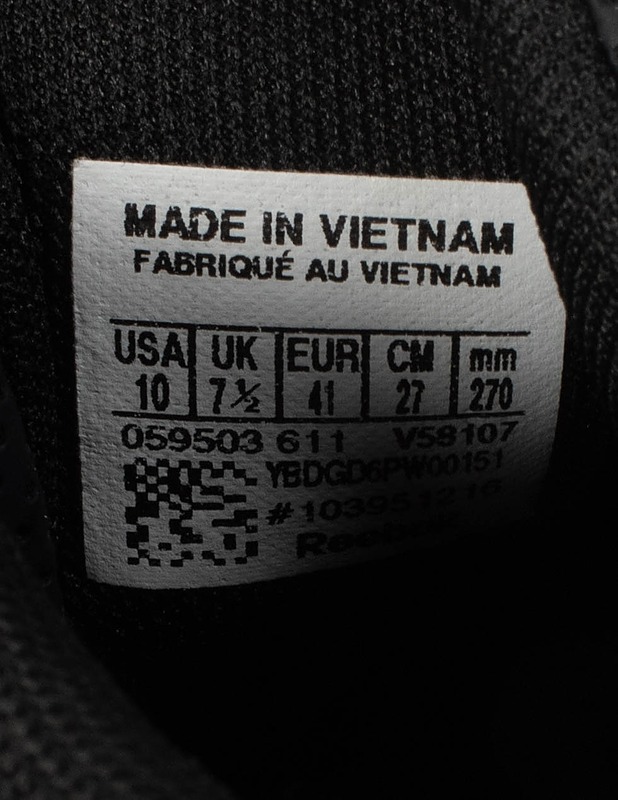 MADE IN VIETNAM
FABRIQUÉ AU VIETNAM
USA UK EUR CM mm
10 7½ 41 27 270
059503 611 V58107
YBDGD6PW00151
#103951216
Reebok